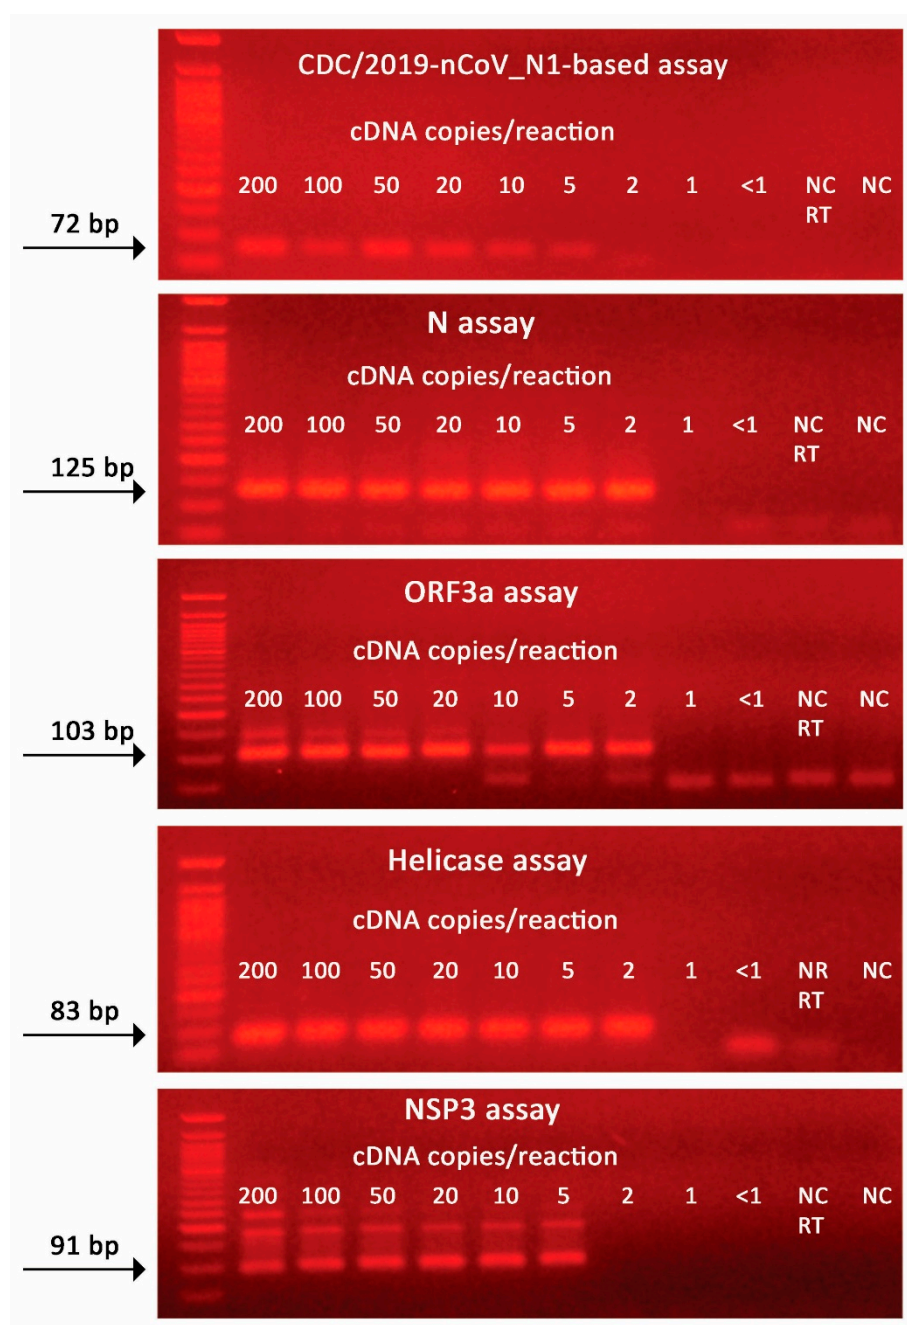 CDC/2019-nCoV_N1-based assay
cDNA copies/reaction
200 100 50 20 10 5 2 1 <1 NC NC
RT
72 bp
N assay
cDNA copies/reaction
200 100 50 20 10 5 2 1 <1 NC NC
RT
125 bp
ORF3a assay
cDNA copies/reaction
200 100 50 20 10 5 2 1 <1 NC NC
RT
103 bp
Helicase assay
cDNA copies/reaction
200 100 50 20 10 5 2 1 <1 NR NC
RT
83 bp
NSP3 assay
cDNA copies/reaction
200 100 50 20 10 5 2 1 <1 NC NC
RT
91 bp